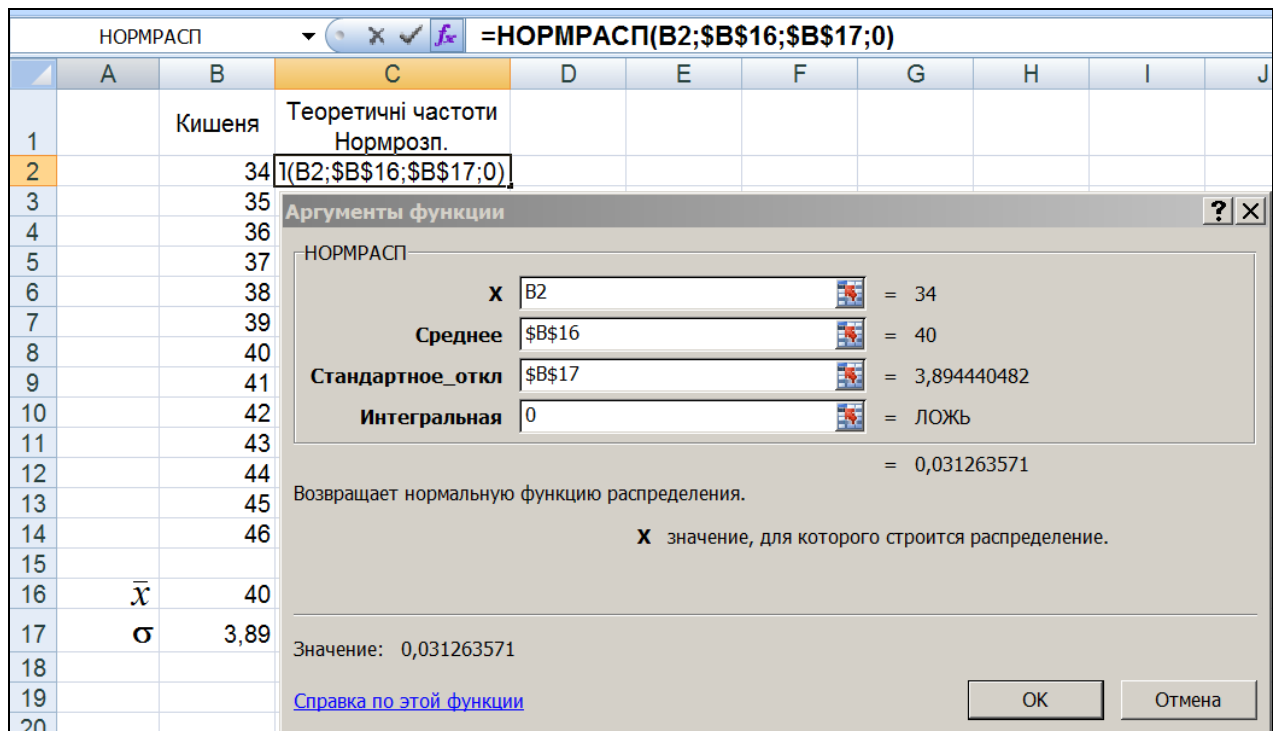 НОРМРАСП =НОРМРАСП(B2;$B$16;$B$17;0)
A B C D E F G H I J
1 Кишеня Теоретичні частоти
Нормрозп.
2 34 I(B2;$B$16;$B$17;0)
3 35
Аргументы функции
4 36
НОРМРАСП
5 37
6 38 X B2 = 34
7 39 Среднее $B$16 = 40
8 40
9 41 Стандартное_откл $B$17 = 3,894440482
10 42 Интегральная 0 = ЛОЖЬ
11 43
12 44 = 0,031263571
13 45 Возвращает нормальную функцию распределения.
14 46 X значение, для которого строится распределение.
15
16 x̅ 40
17 σ 3,89 Значение: 0,031263571
18
19 Справка по этой функции OK Отмена
20